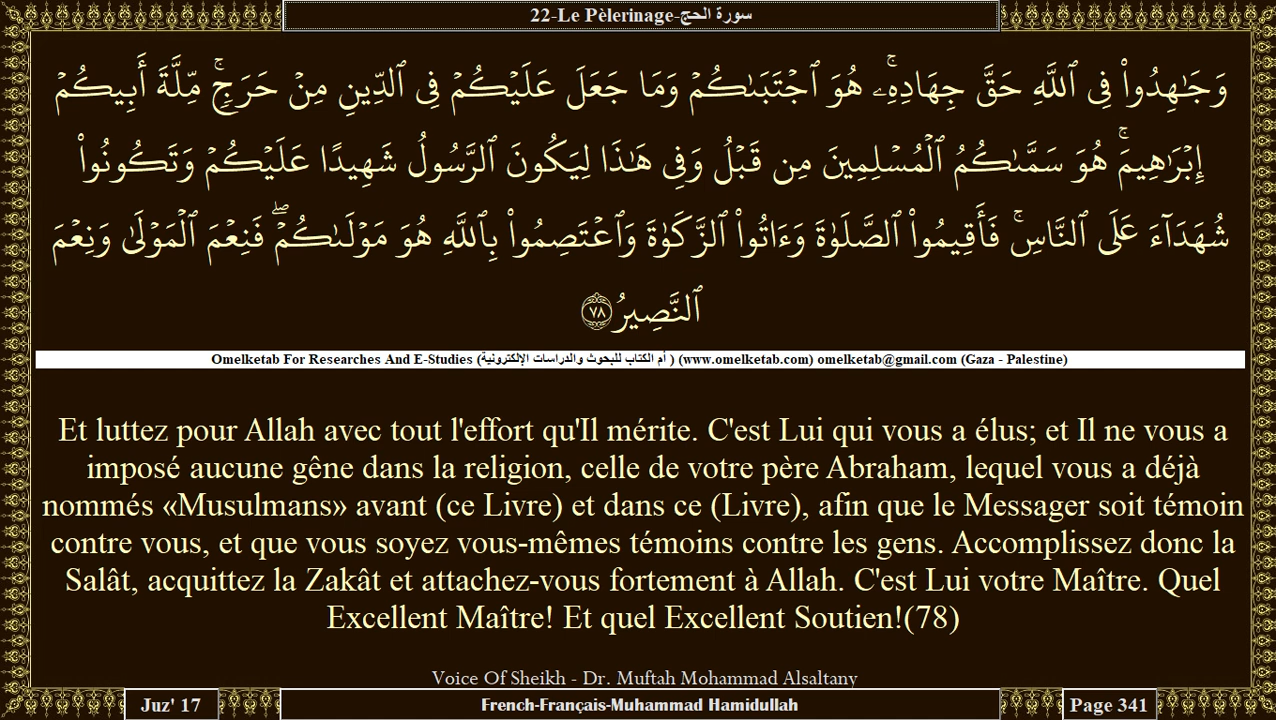 22-Le Pèlerinage-سورة الحج
وَجَـٰهِدُوا۟ فِى ٱللَّهِ حَقَّ جِهَادِهِۦ ۚ هُوَ ٱجْتَبَىٰكُمْ وَمَا جَعَلَ عَلَيْكُمْ فِى ٱلدِّينِ مِنْ حَرَجٍ ۚ مِّلَّةَ أَبِيكُمْ
إِبْرَٰهِيمَ ۚ هُوَ سَمَّىٰكُمُ ٱلْمُسْلِمِينَ مِن قَبْلُ وَفِى هَـٰذَا لِيَكُونَ ٱلرَّسُولُ شَهِيدًا عَلَيْكُمْ وَتَكُونُوا۟
شُهَدَآءَ عَلَى ٱلنَّاسِ ۚ فَأَقِيمُوا۟ ٱلصَّلَوٰةَ وَءَاتُوا۟ ٱلزَّكَوٰةَ وَٱعْتَصِمُوا۟ بِٱللَّهِ هُوَ مَوْلَىٰكُمْ ۖ فَنِعْمَ ٱلْمَوْلَىٰ وَنِعْمَ
ٱلنَّصِيرُ ٧٨
Omelketab For Researches And E-Studies (أم الكتاب للبحوث والدراسات الإلكترونية ) (www.omelketab.com) omelketab@gmail.com (Gaza - Palestine)
Et luttez pour Allah avec tout l'effort qu'Il mérite. C'est Lui qui vous a élus; et Il ne vous a
imposé aucune gêne dans la religion, celle de votre père Abraham, lequel vous a déjà
nommés «Musulmans» avant (ce Livre) et dans ce (Livre), afin que le Messager soit témoin
contre vous, et que vous soyez vous-mêmes témoins contre les gens. Accomplissez donc la
Salât, acquittez la Zakât et attachez-vous fortement à Allah. C'est Lui votre Maître. Quel
Excellent Maître! Et quel Excellent Soutien!(78)
Voice Of Sheikh - Dr. Muftah Mohammad Alsaltany
Juz' 17
French-Français-Muhammad Hamidullah
Page 341